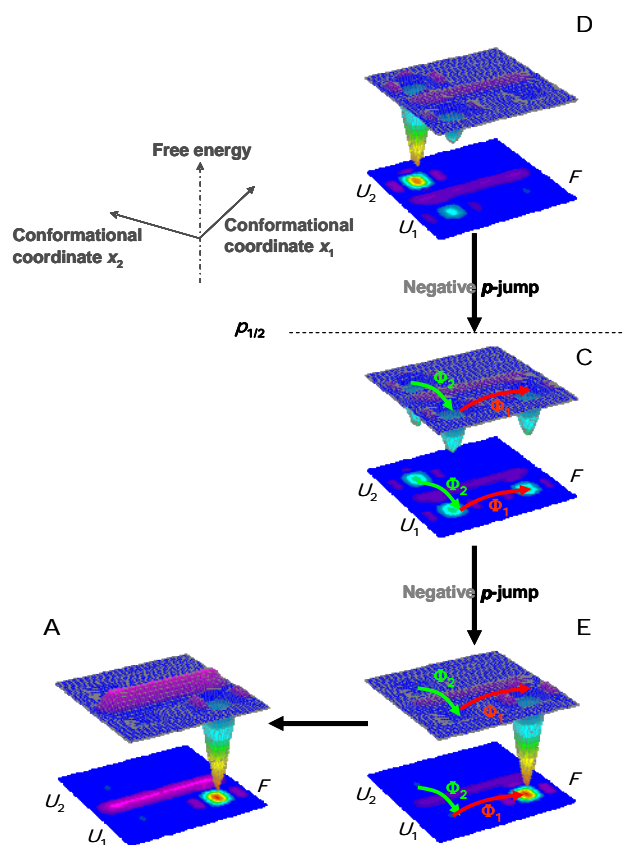 D
Free energy
Conformational
coordinate x2
Conformational
coordinate x1
U2
U1
F
Negative p-jump
p1/2
C
Φ2
Φ1
U2
U1
F
Φ2
Φ1
Negative p-jump
A
U2
U1
F
E
Φ2
Φ1
U2
U1
F
Φ2
Φ1